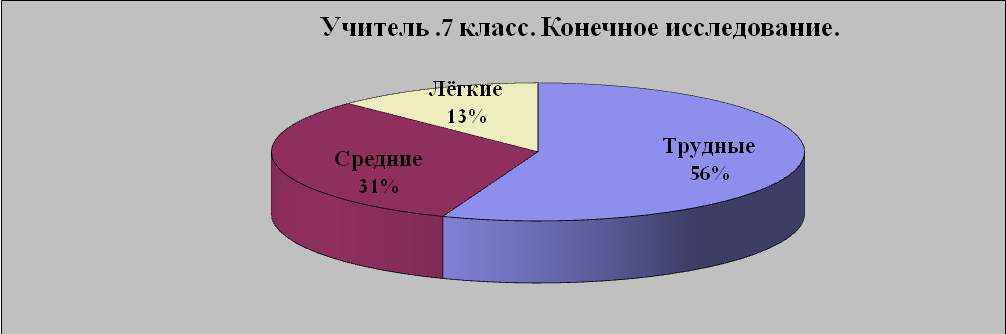 Учитель .7 класс. Конечное исследование.
Лёгкие
13%
Средние
31%
Трудные
56%